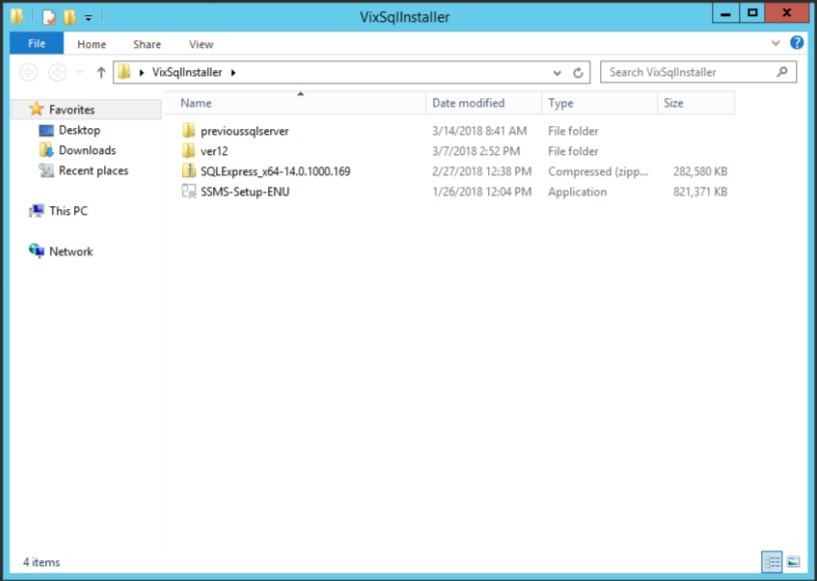 VixSqlInstaller
File Home Share View
VixSqlInstaller Search VixSqlInstaller
Favorites
Desktop
Downloads
Recent places
This PC
Network
Name Date modified Type Size
previoussqlserver 3/14/2018 8:41 AM File folder
ver12 3/7/2018 2:52 PM File folder
SQLExpress_x64-14.0.1000.169 2/27/2018 12:38 PM Compressed (zipp... 282,580 KB
SSMS-Setup-ENU 1/26/2018 12:04 PM Application 821,371 KB
4 items